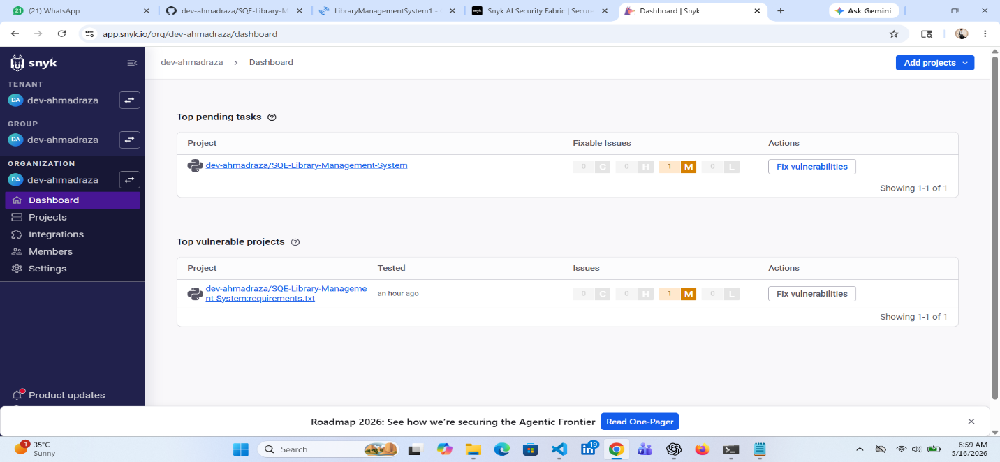 21
(21) WhatsApp
dev-ahmadraza/SQE-Library-M
LibraryManagementSystem1 -
snyk
Snyk AI Security Fabric | Secure
Dashboard | Snyk
Ask Gemini
app.snyk.io/org/dev-ahmadraza/dashboard
snyk
dev-ahmadraza > Dashboard
Add projects
TENANT
DA dev-ahmadraza
GROUP
DA dev-ahmadraza
ORGANIZATION
DA dev-ahmadraza
Dashboard
Projects
Integrations
Members
Settings
Product updates
Top pending tasks ?
Project Fixable Issues Actions
dev-ahmadraza/SQE-Library-Management-System 0 C 0 H 1 M 0 L Fix vulnerabilities
Showing 1-1 of 1
Top vulnerable projects ?
Project Tested Issues Actions
dev-ahmadraza/SQE-Library-Manageme
nt-System:requirements.txt an hour ago 0 C 0 H 1 M 0 L Fix vulnerabilities
Showing 1-1 of 1
Roadmap 2026: See how we're securing the Agentic Frontier Read One-Pager
1
35°C
Sunny
Search
in 19
6:59 AM
5/16/2026